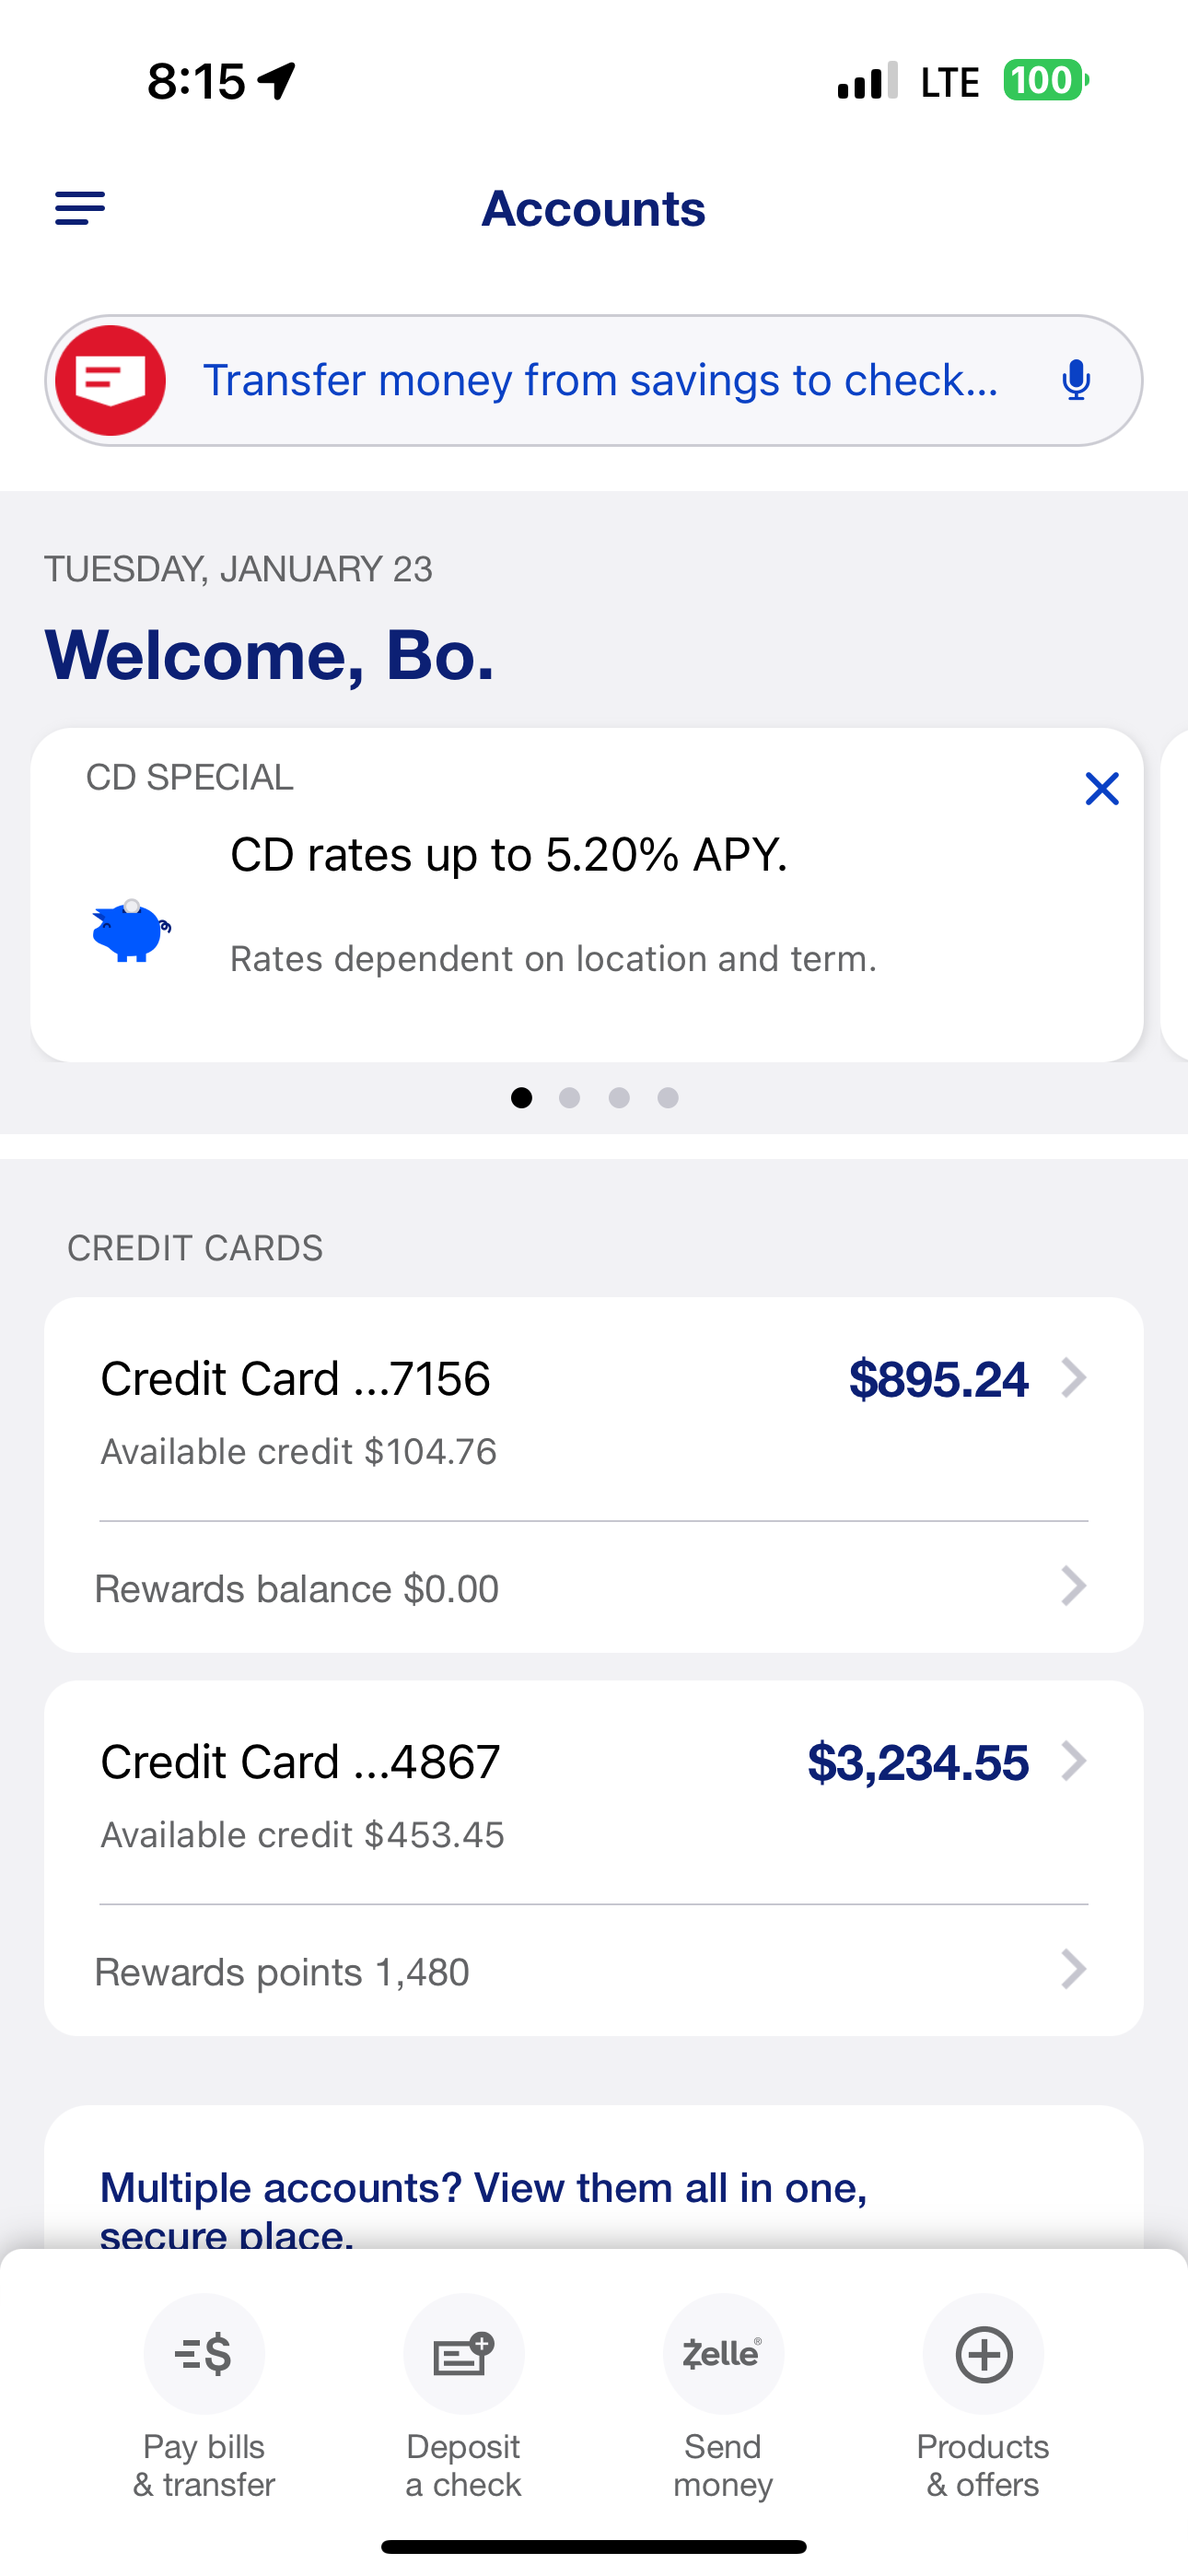 8:15
LTE 100
Accounts
Transfer money from savings to check...
TUESDAY, JANUARY 23
Welcome, Bo.
CD SPECIAL
CD rates up to 5.20% APY.
Rates dependent on location and term.
CREDIT CARDS
Credit Card ...7156 $895.24
Available credit $104.76
Rewards balance $0.00
Credit Card ...4867 $3,234.55
Available credit $453.45
Rewards points 1,480
Multiple accounts? View them all in one,
secure place.
Zelle®
Pay bills
& transfer
Deposit
a check
Send
money
Products
& offers